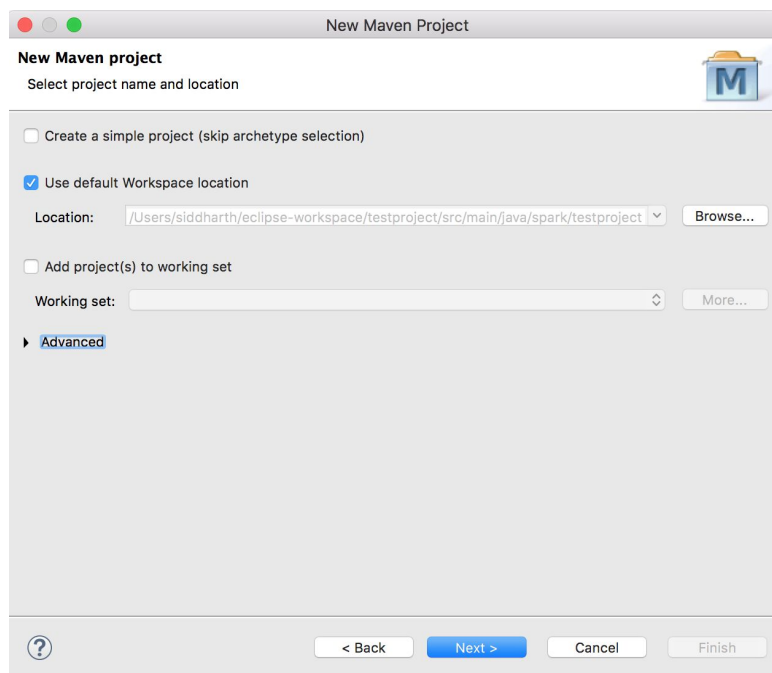 New Maven Project
New Maven project
Select project name and location
M
Create a simple project (skip archetype selection)
Use default Workspace location
Location: /Users/siddharth/eclipse-workspace/testproject/src/main/java/spark/testproject Browse...
Add project(s) to working set
Working set: More...
Advanced
? < Back Next > Cancel Finish